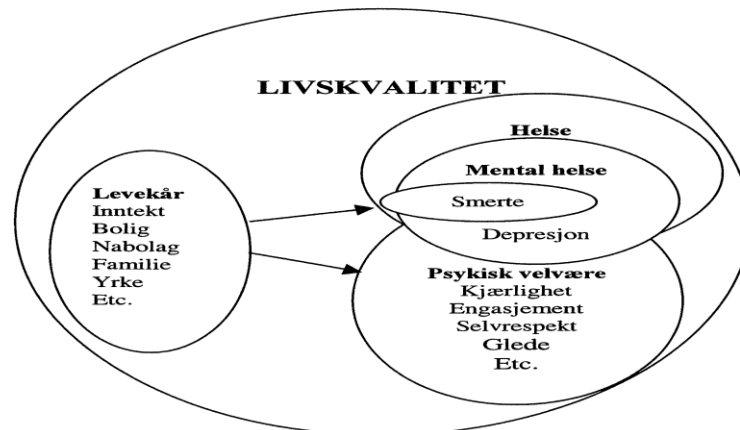 LIVSKVALITET
Levekår
Inntekt
Bolig
Nabolag
Familie
Yrke
Etc.
Helse
Mental helse
Smerte
Depresjon
Psykisk velvære
Kjærlighet
Engasjement
Selvrespekt
Glede
Etc.